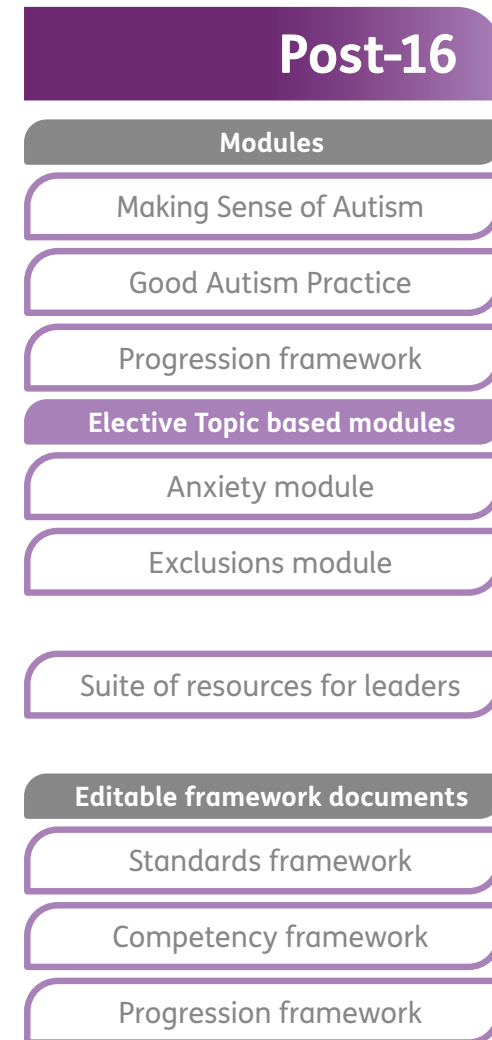 Post-16
Modules
Making Sense of Autism
Good Autism Practice
Progression framework
Elective Topic based modules
Anxiety module
Exclusions module
Suite of resources for leaders
Editable framework documents
Standards framework
Competency framework
Progression framework